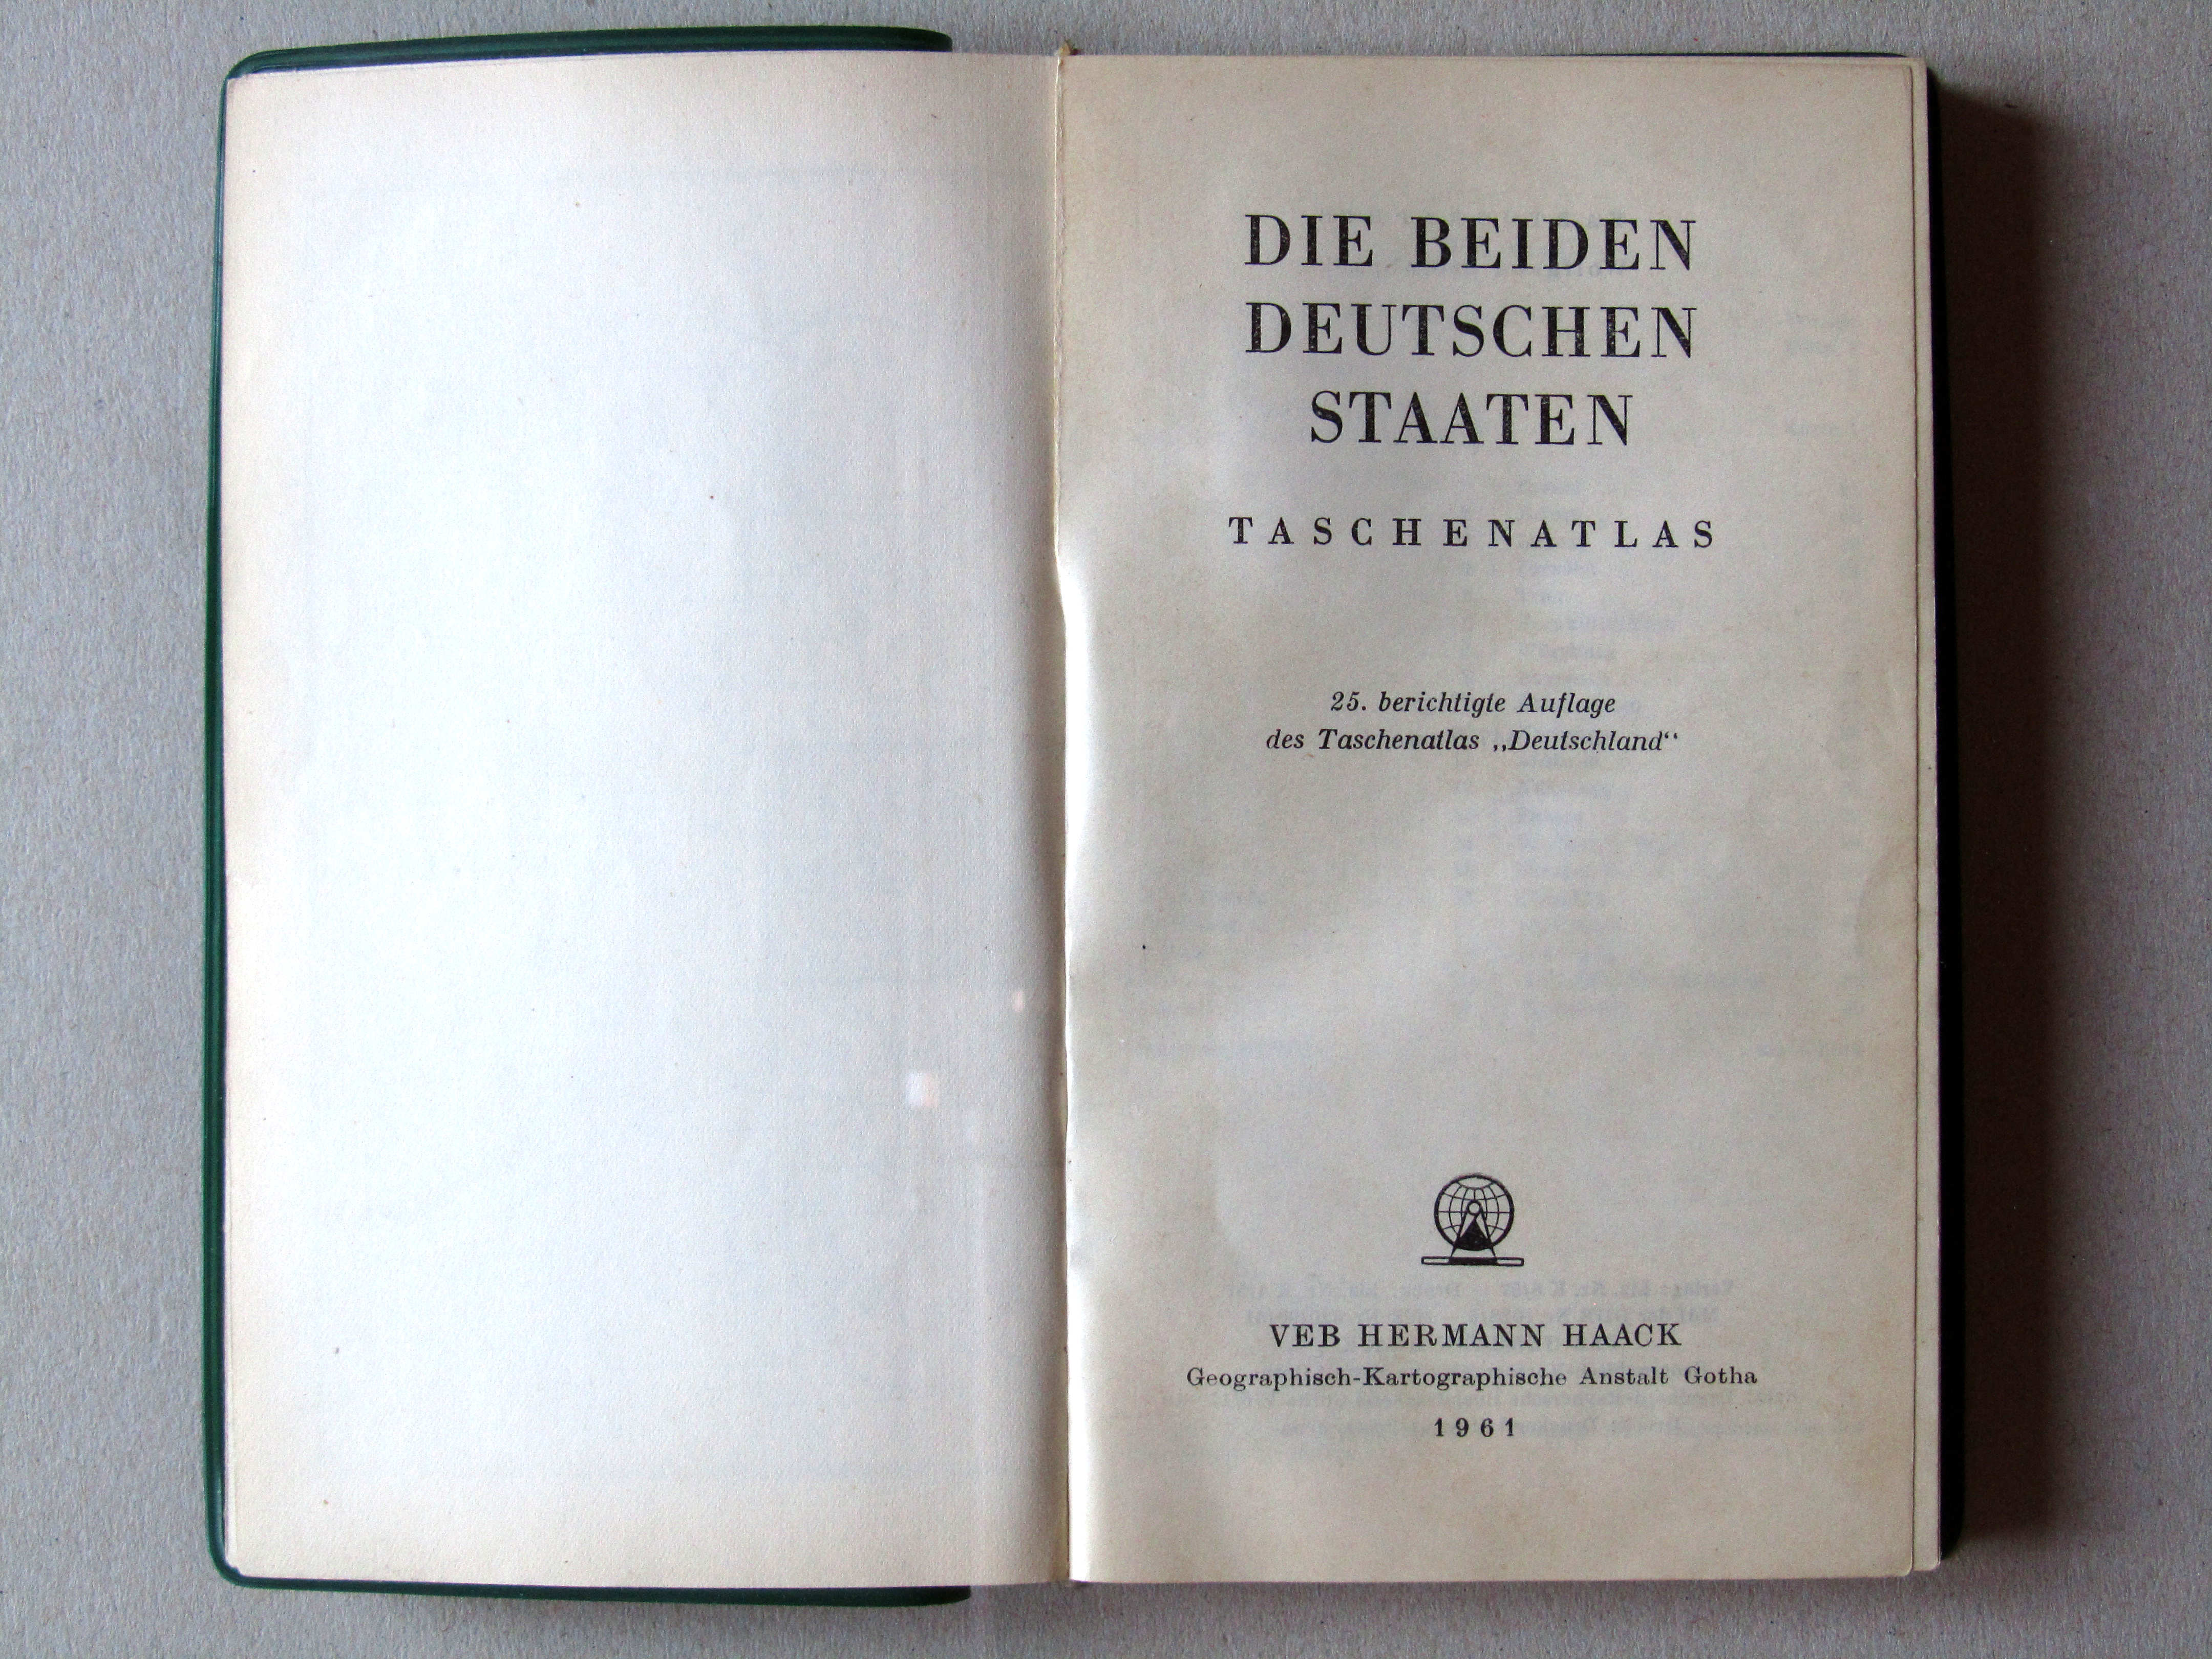 DIE BEIDEN
DEUTSCHEN
STAATEN
TASCHENATLAS
25. berichtigte Auflage
des Taschenatlas „Deutschland“
VEB HERMANN HAACK
Geographisch-Kartographische Anstalt Gotha
1961